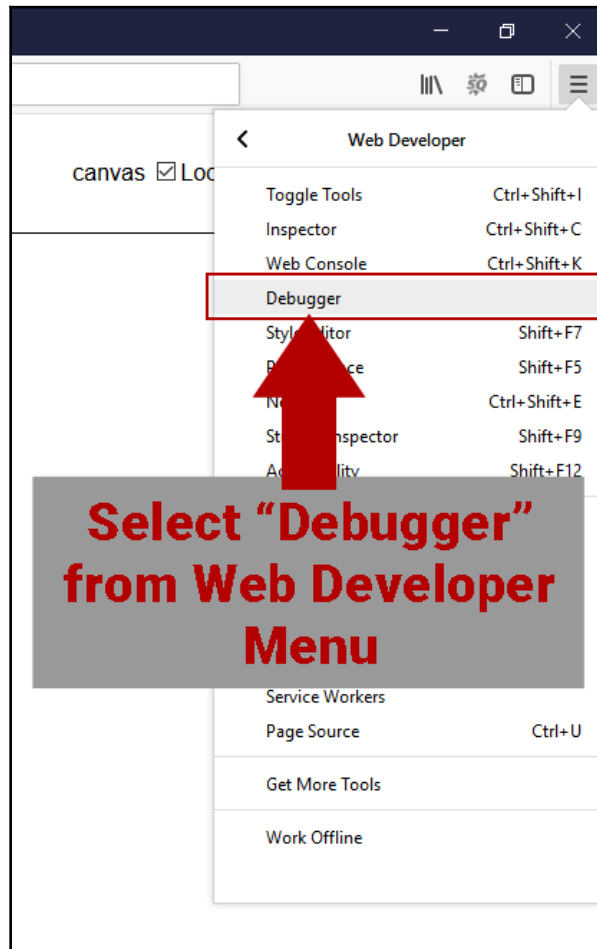 Web Developer
canvas Loc
Toggle Tools Ctrl+Shift+I
Inspector Ctrl+Shift+C
Web Console Ctrl+Shift+K
Debugger
Style Editor Shift+F7
Shift+F5
Ctrl+Shift+E
Shift+F9
Shift+F12
Select “Debugger”
from Web Developer
Menu
Service Workers
Page Source Ctrl+U
Get More Tools
Work Offline